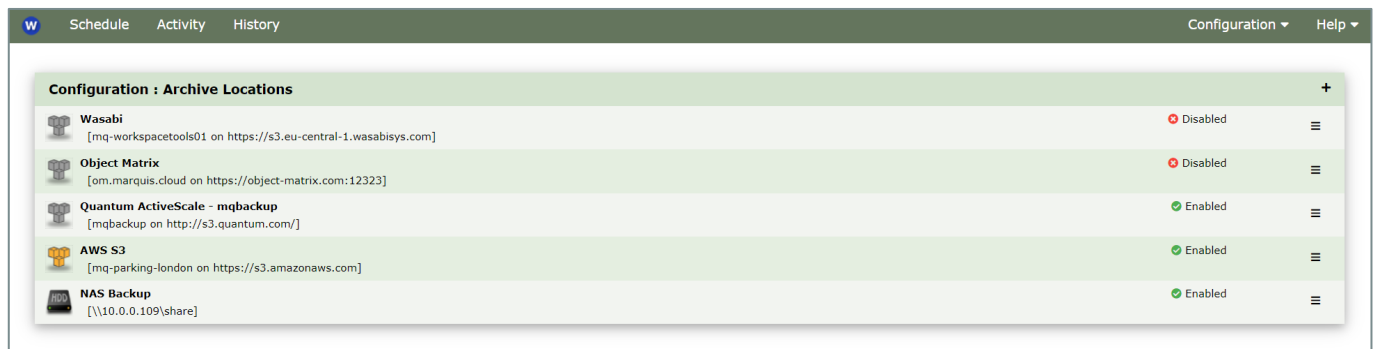 W Schedule Activity History Configuration Help
Configuration : Archive Locations +
Wasabi Disabled
[mq-workspacetools01 on https://s3.eu-central-1.wasabisys.com]
Object Matrix Disabled
[om.marquis.cloud on https://object-matrix.com:12323]
Quantum ActiveScale - mqbackup Enabled
[mqbackup on http://s3.quantum.com/]
AWS S3 Enabled
[mq-parking-london on https://s3.amazonaws.com]
HDD NAS Backup Enabled
[\\10.0.0.109\share]